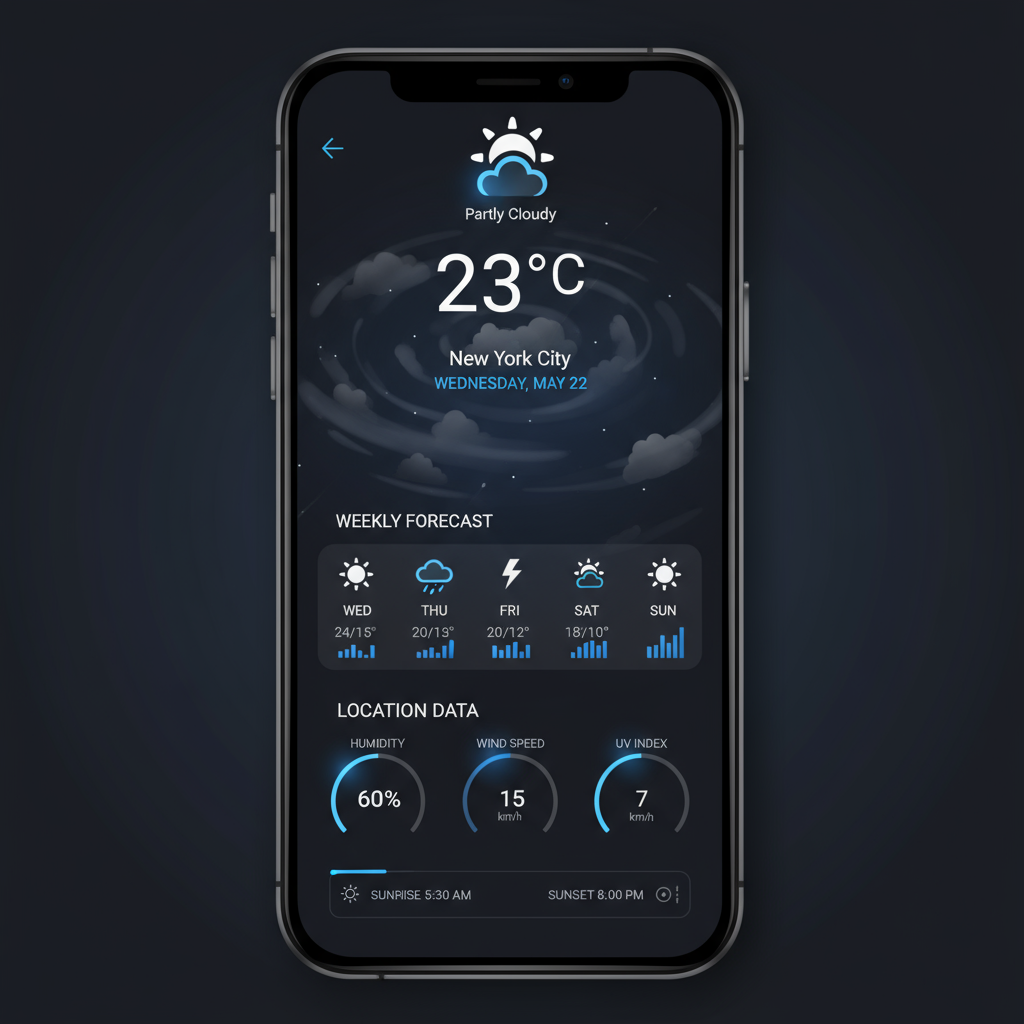 Partly Cloudy
23°C
New York City
WEDNESDAY, MAY 22
WEEKLY FORECAST
WED THU FRI SAT SUN
24/15° 20/13° 20/12° 18/10°
LOCATION DATA
HUMIDITY WIND SPEED UV INDEX
60% 15 7
km/h km/h
SUNRISE 5:30 AM SUNSET 8:00 PM